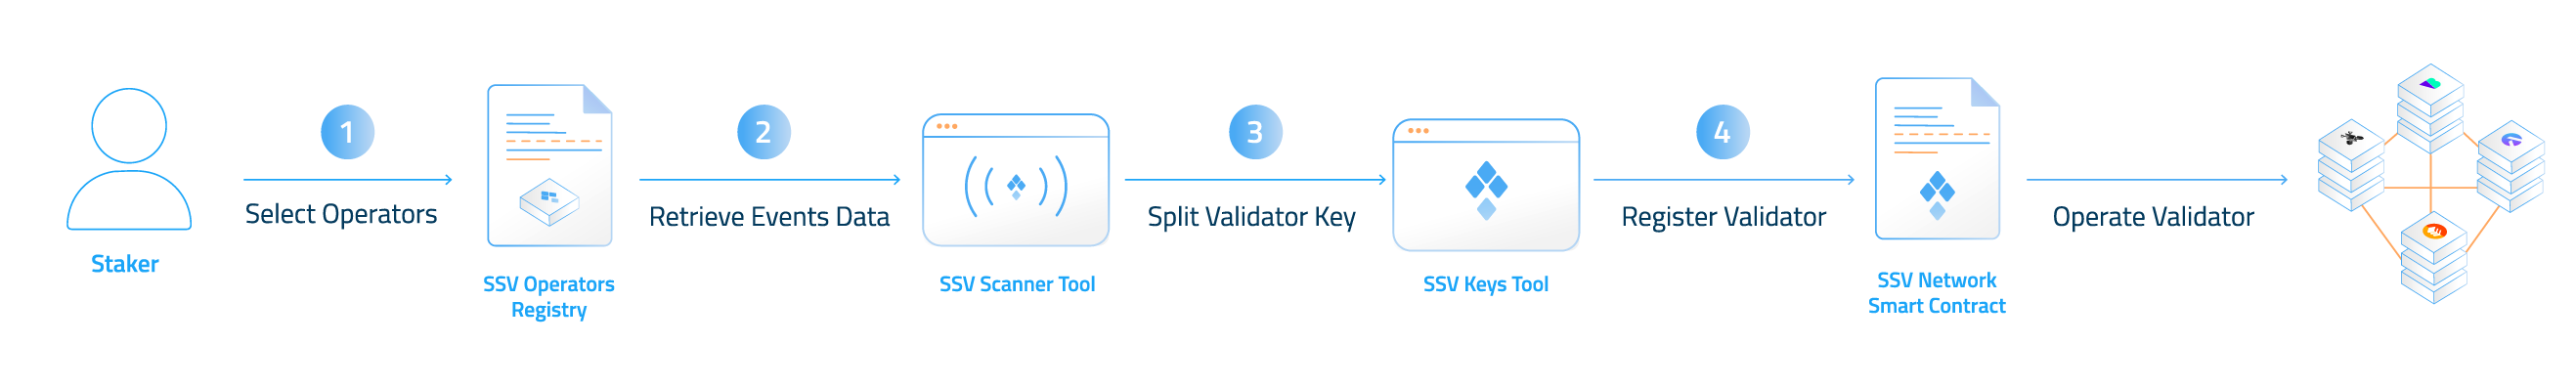 1
2
3
4
Select Operators
Retrieve Events Data
Split Validator Key
Register Validator
Operate Validator
Staker
SSV Operators
Registry
SSV Scanner Tool
SSV Keys Tool
SSV Network
Smart Contract